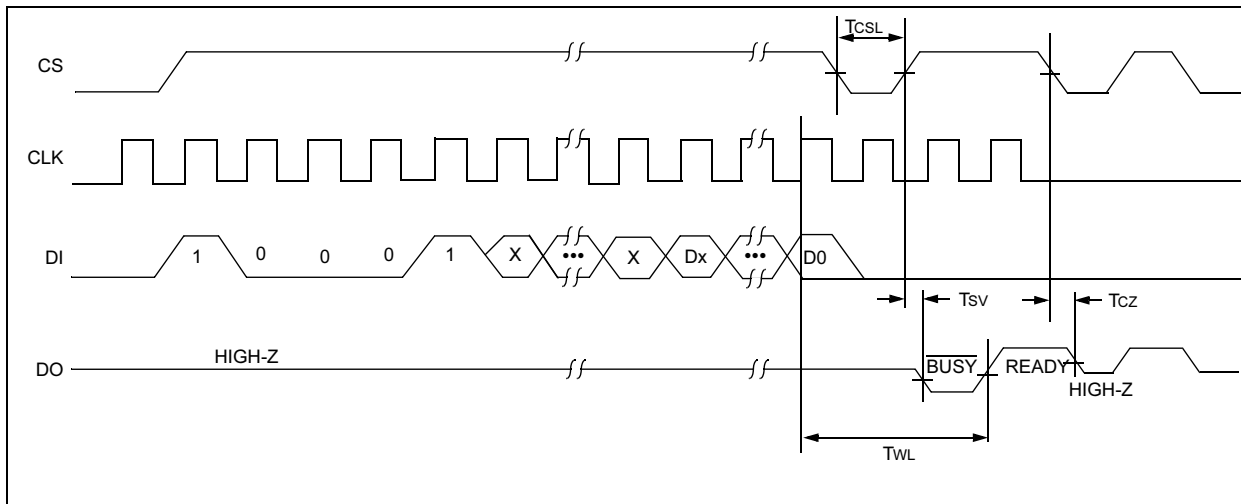 TCSL
CS
CLK
DI
1 0 0 0 1 X ••• X Dx ••• D0
TSV
TCZ
DO
HIGH-Z
BUSY
READY
HIGH-Z
TWL